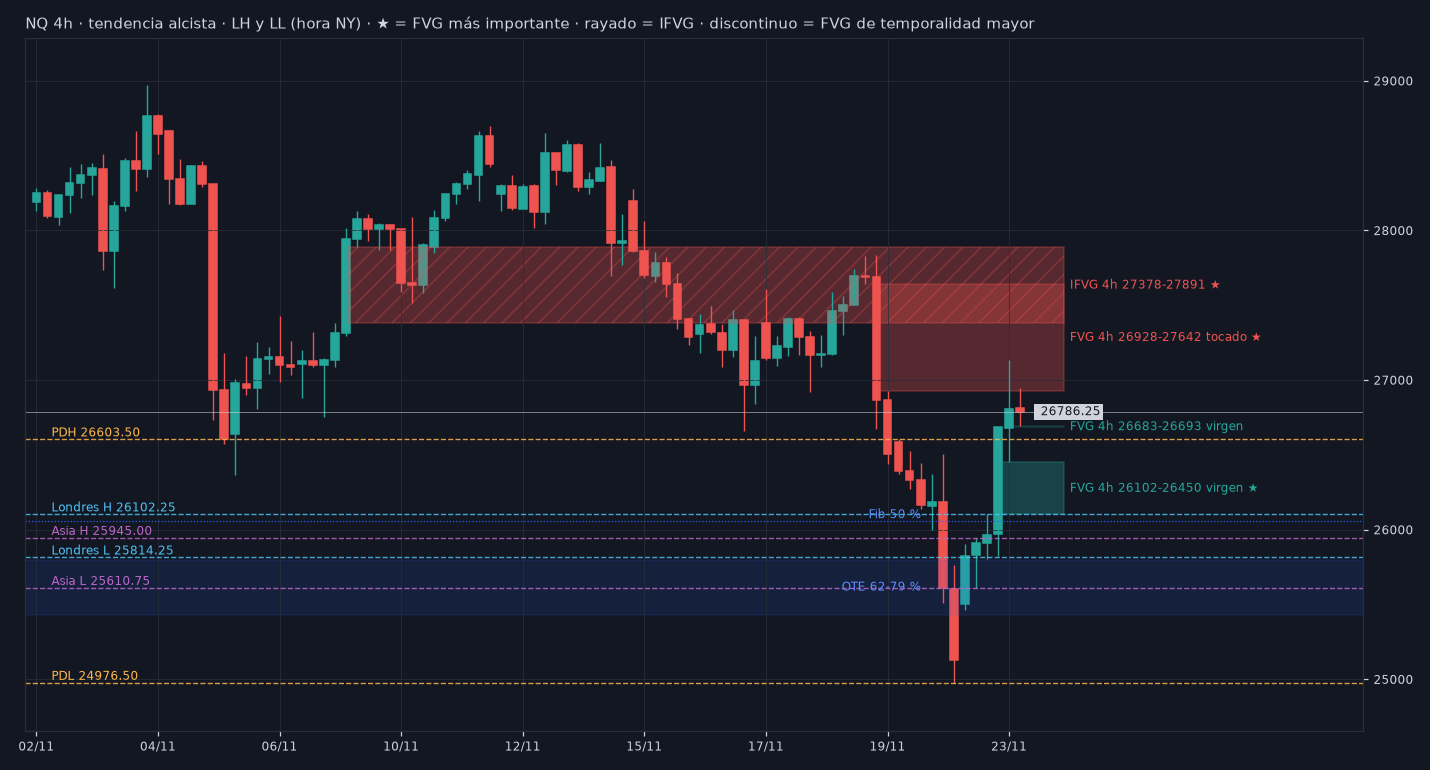 NQ 4h · tendencia alcista · LH y LL (hora NY) · ★ = FVG más importante · rayado = IFVG · discontinuo = FVG de temporalidad mayor
29000
28000
IFVG 4h 27378-27891 ★
FVG 4h 26928-27642 tocado ★
27000
26786.25
FVG 4h 26683-26693 virgen
PDH 26603.50
FVG 4h 26102-26450 virgen ★
Londres H 26102.25
Fib 50 %
Asia H 25945.00
26000
Londres L 25814.25
Asia L 25610.75
OTE 62-79 %
PDL 24976.50
25000
02/11
04/11
06/11
10/11
12/11
15/11
17/11
19/11
23/11